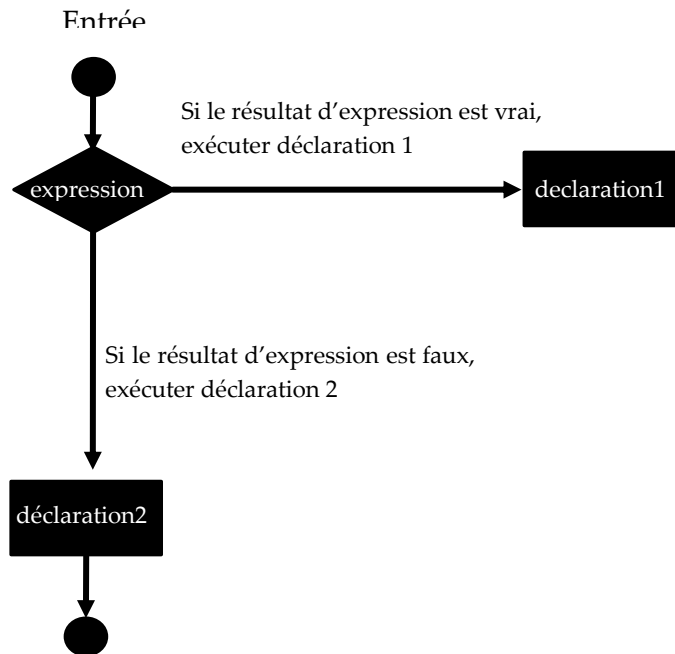 Entrée
Si le résultat d’expression est vrai,
exécuter déclaration 1
expression
declaration1
Si le résultat d’expression est faux,
exécuter déclaration 2
déclaration2